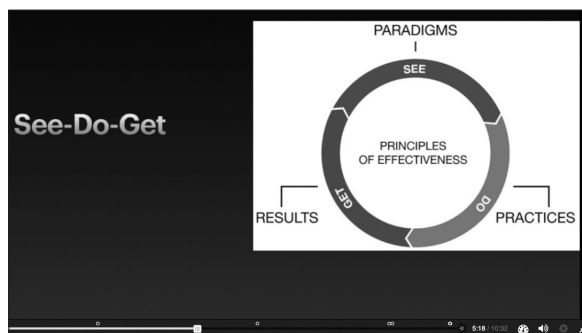 See-Do-Get
PARADIGMS
SEE
PRINCIPLES
OF EFFECTIVENESS
GET
DO
RESULTS
PRACTICES
5:18 / 10:32